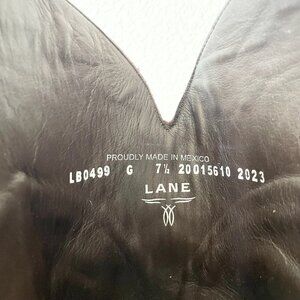 PROUDLY MADE IN MEXICO
LB0499 G 7½ 20015610 2023
LANE